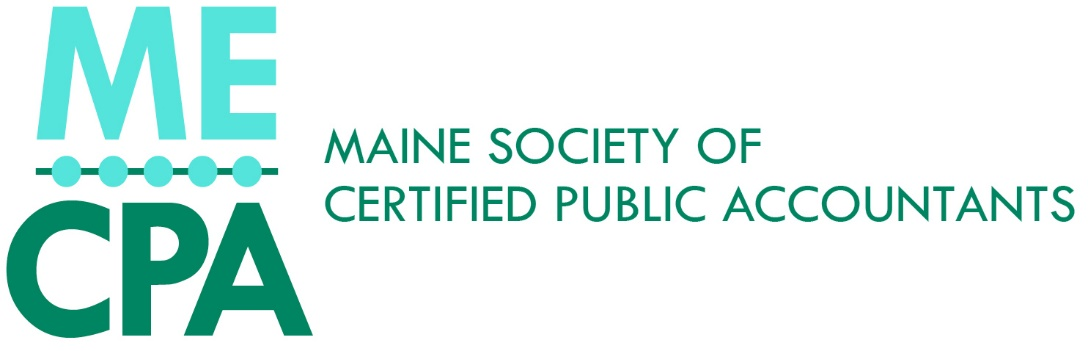 ME
CPA
MAINE SOCIETY OF
CERTIFIED PUBLIC ACCOUNTANTS